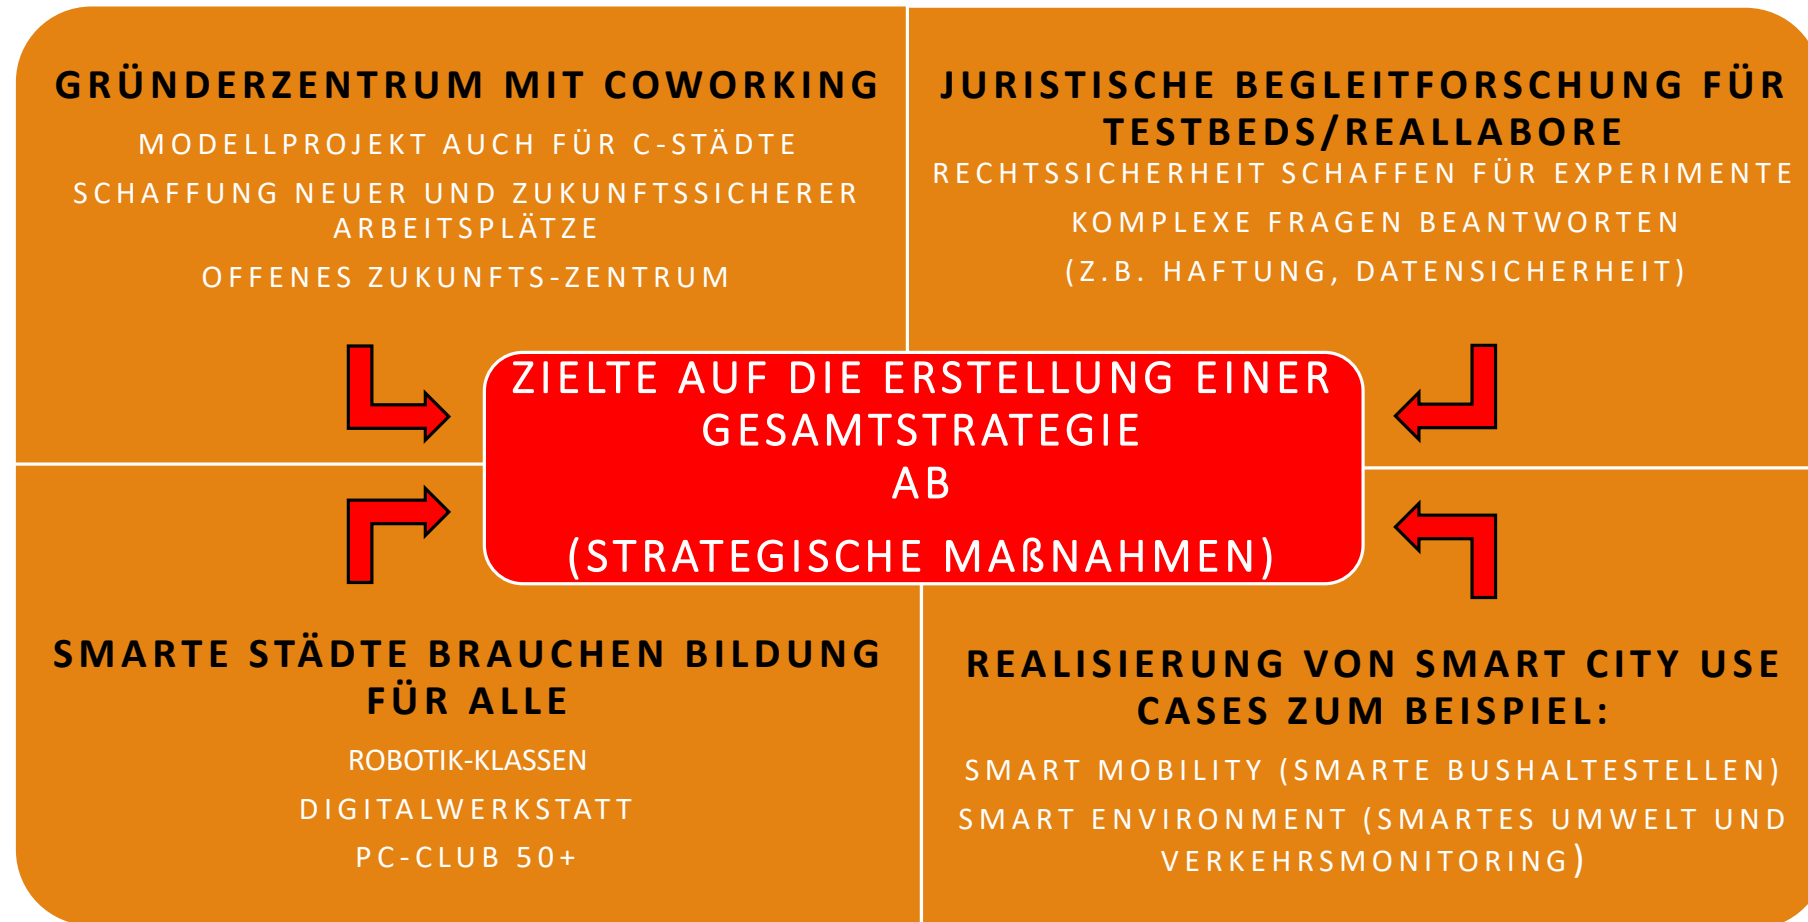 GRÜNDERZENTRUM MIT COWORKING
MODELLPROJEKT AUCH FÜR C-STÄDTE
SCHAFFUNG NEUER UND ZUKUNFTSSICHERER
ARBEITSPLÄTZE
OFFENES ZUKUNFTS-ZENTRUM
JURISTISCHE BEGLEITFORSCHUNG FÜR
TESTBEDS/REALLABORE
RECHTSSICHERHEIT SCHAFFEN FÜR EXPERIMENTE
KOMPLEXE FRAGEN BEANTWORTEN
(Z.B. HAFTUNG, DATENSICHERHEIT)
ZIELTE AUF DIE ERSTELLUNG EINER
GESAMTSTRATEGIE
AB
(STRATEGISCHE MAßNAHMEN)
SMARTE STÄDTE BRAUCHEN BILDUNG
FÜR ALLE
ROBOTIK-KLASSEN
DIGITALWERKSTATT
PC-CLUB 50+
REALISIERUNG VON SMART CITY USE
CASES ZUM BEISPIEL:
SMART MOBILITY (SMARTE BUSHALTESTELLEN)
SMART ENVIRONMENT (SMARTES UMWELT UND
VERKEHRSMONITORING)